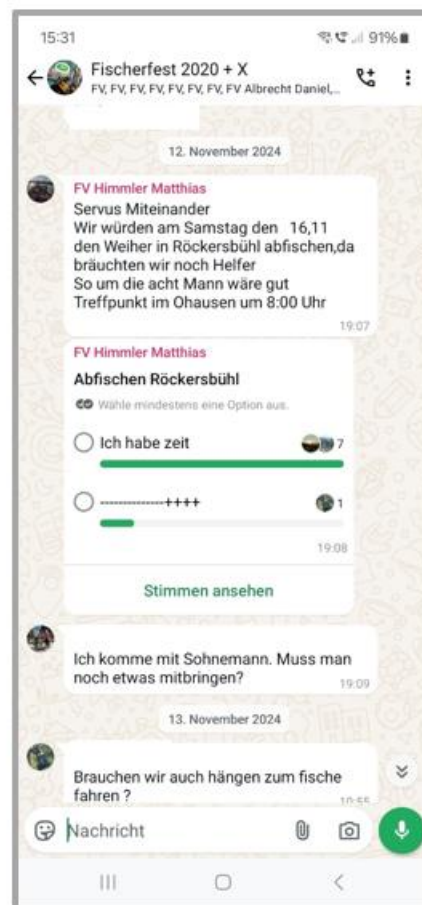 15:31
91%
Fischerfest 2020 + X
FV, FV, FV, FV, FV, FV, FV, FV Albrecht Daniel,...
12. November 2024
FV Himmler Matthias
Servus Miteinander
Wir würden am Samstag den 16,11
den Weiher in Röckersbühl abfischen,da
bräuchten wir noch Helfer
So um die acht Mann wäre gut
Treffpunkt im Ohausen um 8:00 Uhr
19:07
FV Himmler Matthias
Abfischen Röckersbühl
Wähle mindestens eine Option aus.
Ich habe zeit
7
--------------++++
1
19:08
Stimmen ansehen
Ich komme mit Sohnemann. Muss man
noch etwas mitbringen?
19:09
13. November 2024
Brauchen wir auch hängen zum fische
fahren ?
10:55
Nachricht